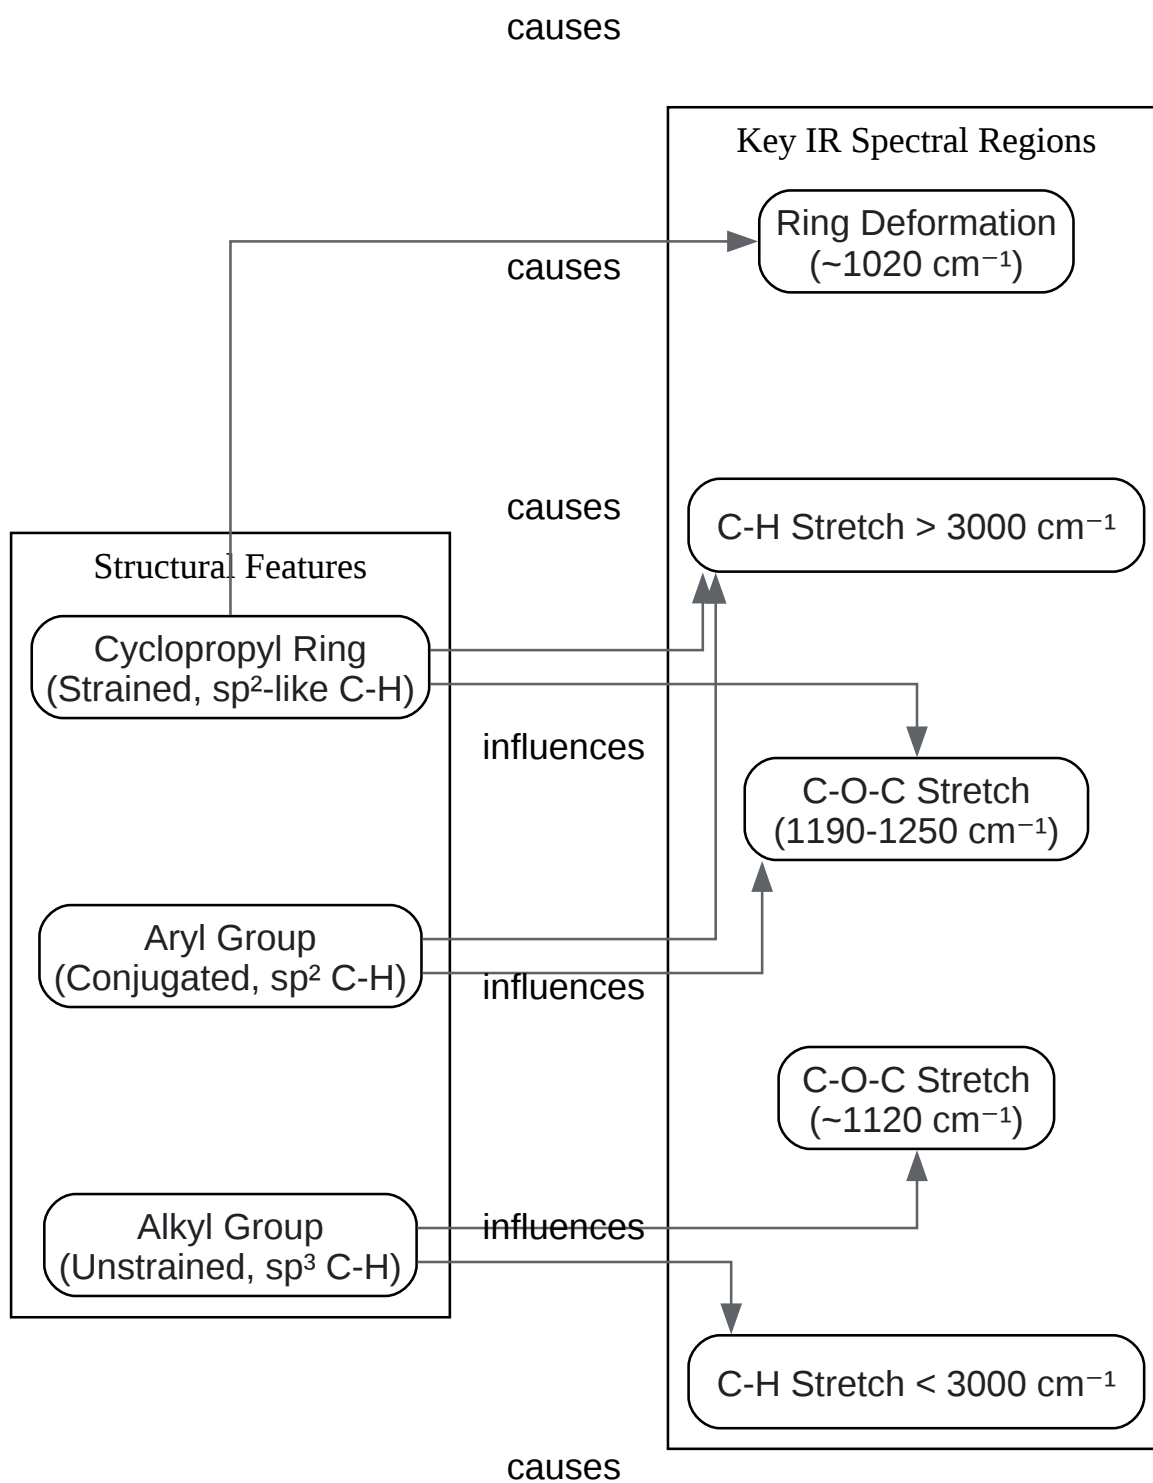 causes
Key IR Spectral Regions
Ring Deformation
(~1020 cm⁻¹)
causes
C-H Stretch > 3000 cm⁻¹
causes
Structural Features
Cyclopropyl Ring
(Strained, sp²-like C-H)
influences
C-O-C Stretch
(1190-1250 cm⁻¹)
Aryl Group
(Conjugated, sp² C-H)
influences
C-O-C Stretch
(~1120 cm⁻¹)
Alkyl Group
(Unstrained, sp³ C-H)
influences
C-H Stretch < 3000 cm⁻¹
causes